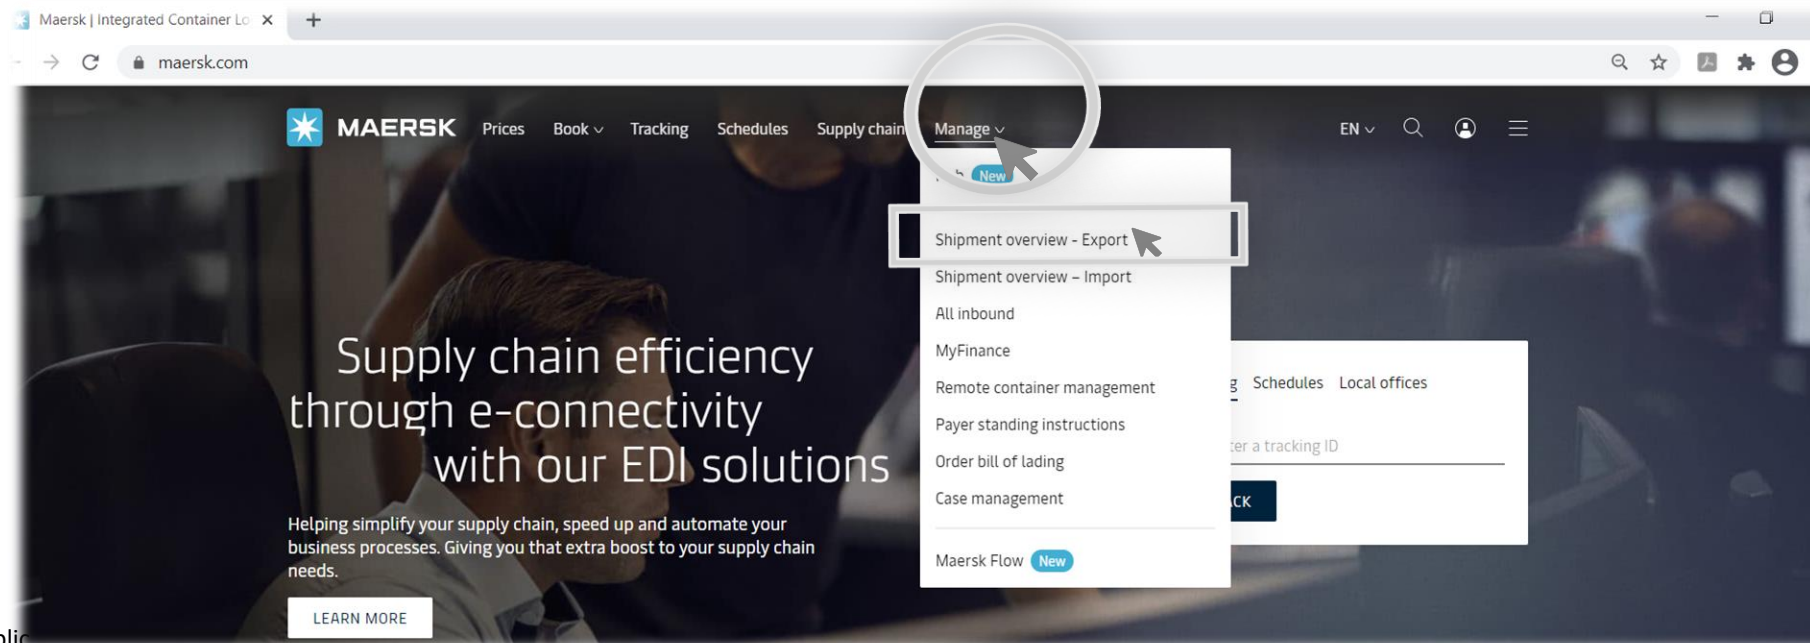 Maersk | Integrated Container Lo
maersk.com
MAERSK Prices Book Tracking Schedules Supply chain Manage EN
New
Shipment overview - Export
Shipment overview – Import
All inbound
MyFinance
Remote container management
Payer standing instructions
Order bill of lading
Case management
Maersk Flow New
Supply chain efficiency
through e-connectivity
with our EDI solutions
Helping simplify your supply chain, speed up and automate your
business processes. Giving you that extra boost to your supply chain
needs.
LEARN MORE
Schedules Local offices
a tracking ID